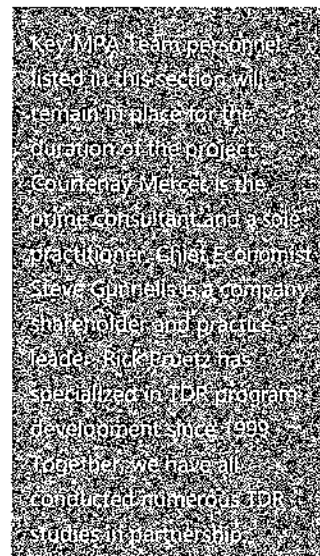 Key MPA Team personnel
listed in this section will
remain in place for the
duration of the project.
Courtenay Mercer is the
prime consultant and a sole
practitioner. Chief Economist
Steve Gunnells is a company
shareholder and practice
leader. Rick Pruetz has
specialized in TDR program
development since 1999.
Together, we have all
conducted numerous TDR
studies in partnership.